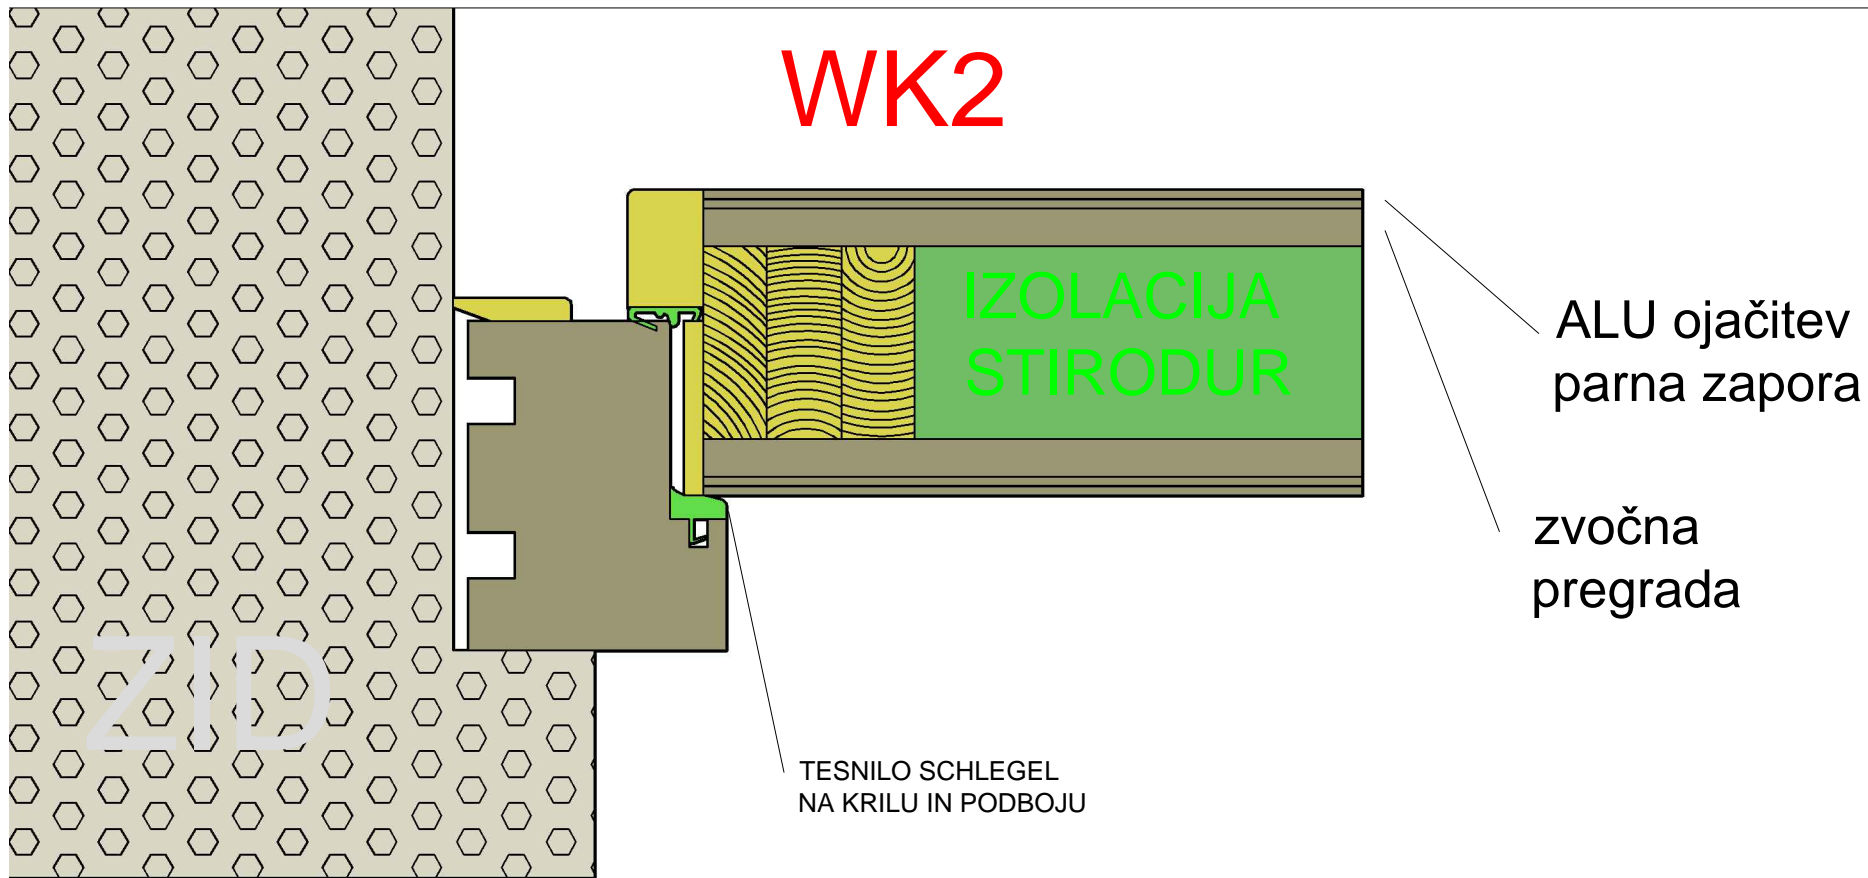 WK2
IZOLACIJA
STIRODUR
ALU ojačitev
parna zapora
zvočna
pregrada
ZID
TESNILO SCHLEGEL
NA KRILU IN PODBOJU